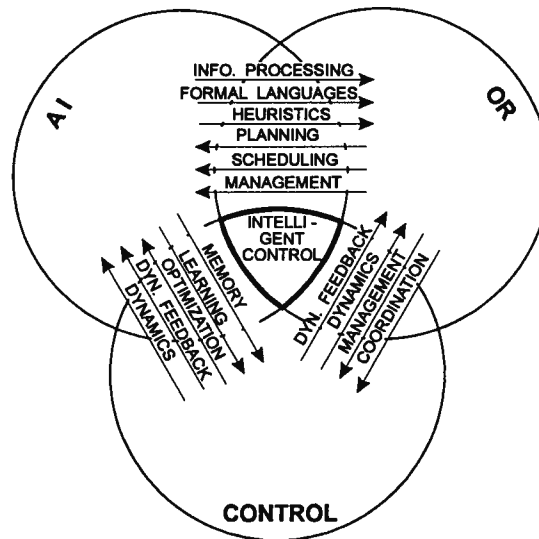 AI
OR
INFO. PROCESSING
FORMAL LANGUAGES
HEURISTICS
PLANNING
SCHEDULING
MANAGEMENT
INTELLI-
GENT
CONTROL
MEMORY
LEARNING
OPTIMIZATION
DYN. FEEDBACK
DYNAMICS
DYN. FEEDBACK
DYNAMICS
MANAGEMENT
COORDINATION
CONTROL